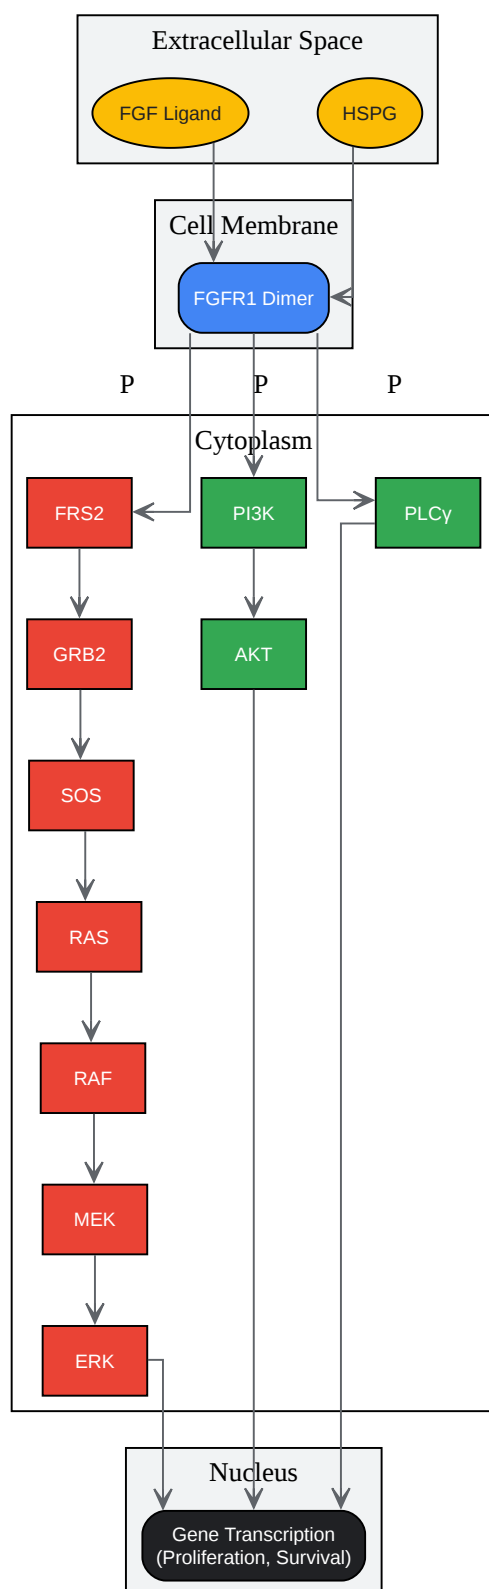 Extracellular Space
FGF Ligand
HSPG
Cell Membrane
FGFR1 Dimer
P
P
P
Cytoplasm
FRS2
PI3K
PLCγ
GRB2
AKT
SOS
RAS
RAF
MEK
ERK
Nucleus
Gene Transcription
(Proliferation, Survival)